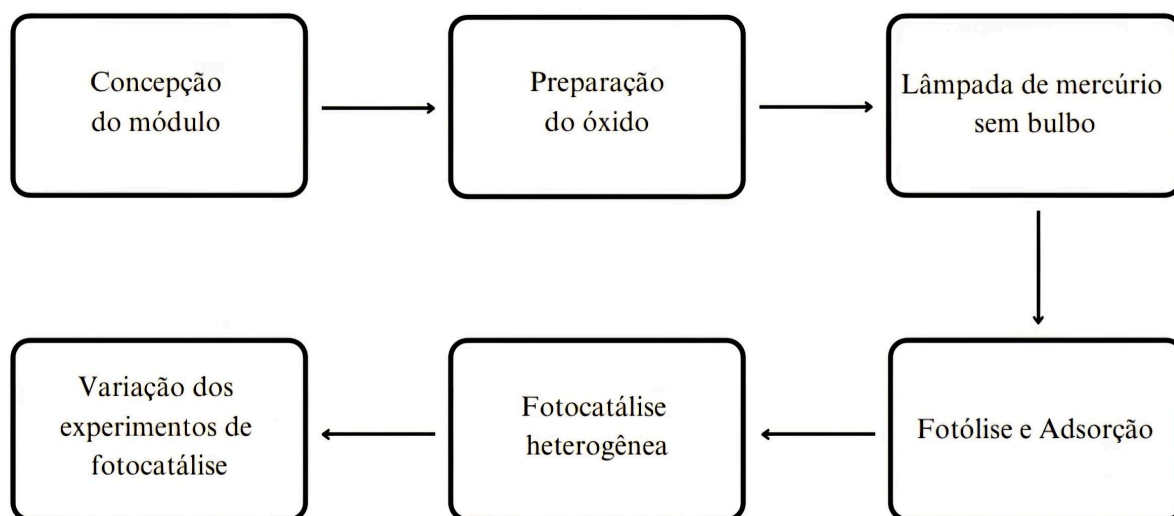 Concepção
do módulo
Preparação
do óxido
Lâmpada de mercúrio
sem bulbo
Fotólise e Adsorção
Fotocatálise
heterogênea
Variação dos
experimentos de
fotocatálise